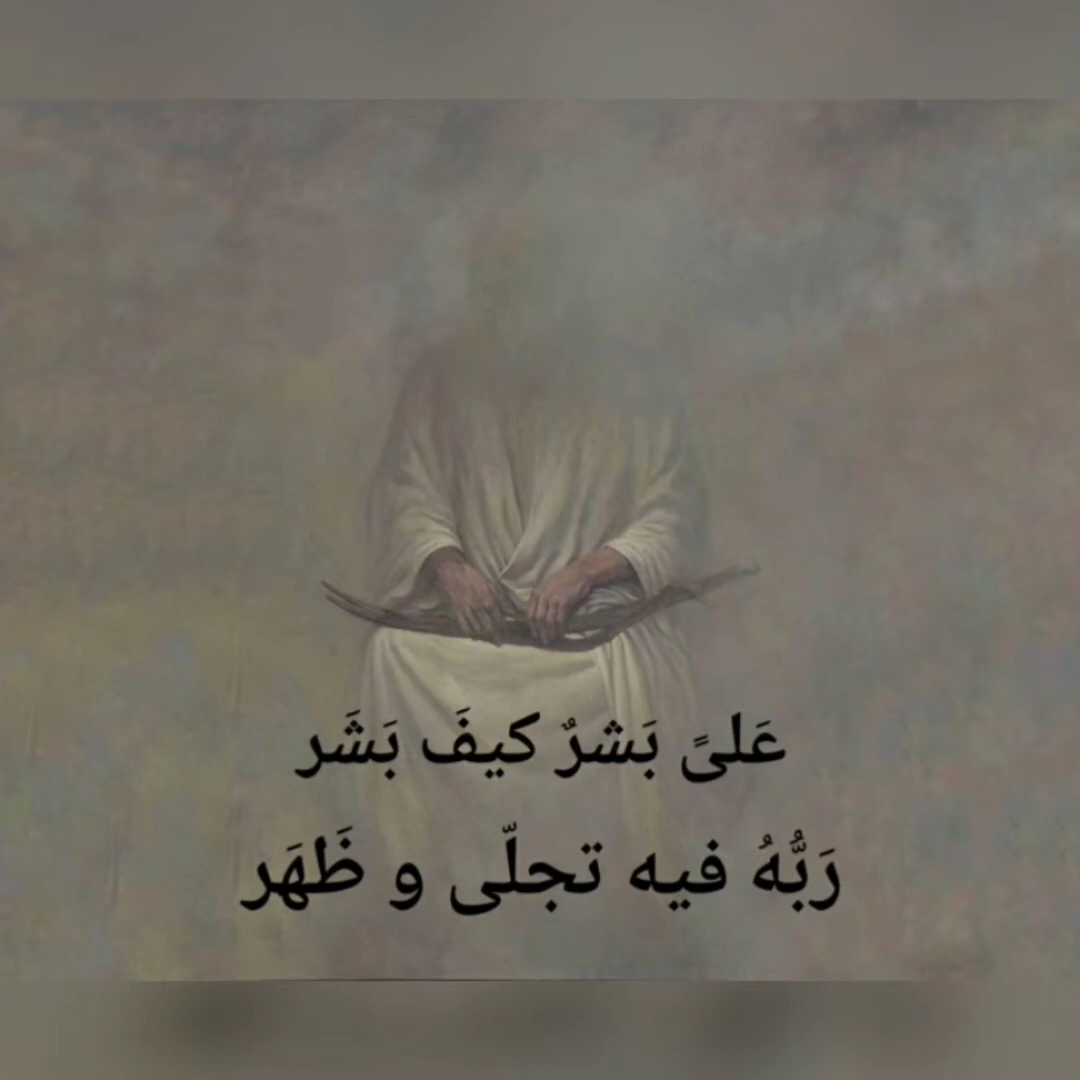 عَلیًً بَشرٌ کیفَ بَشَر
رَبُّهُ فیه تجلّی و ظَهَر